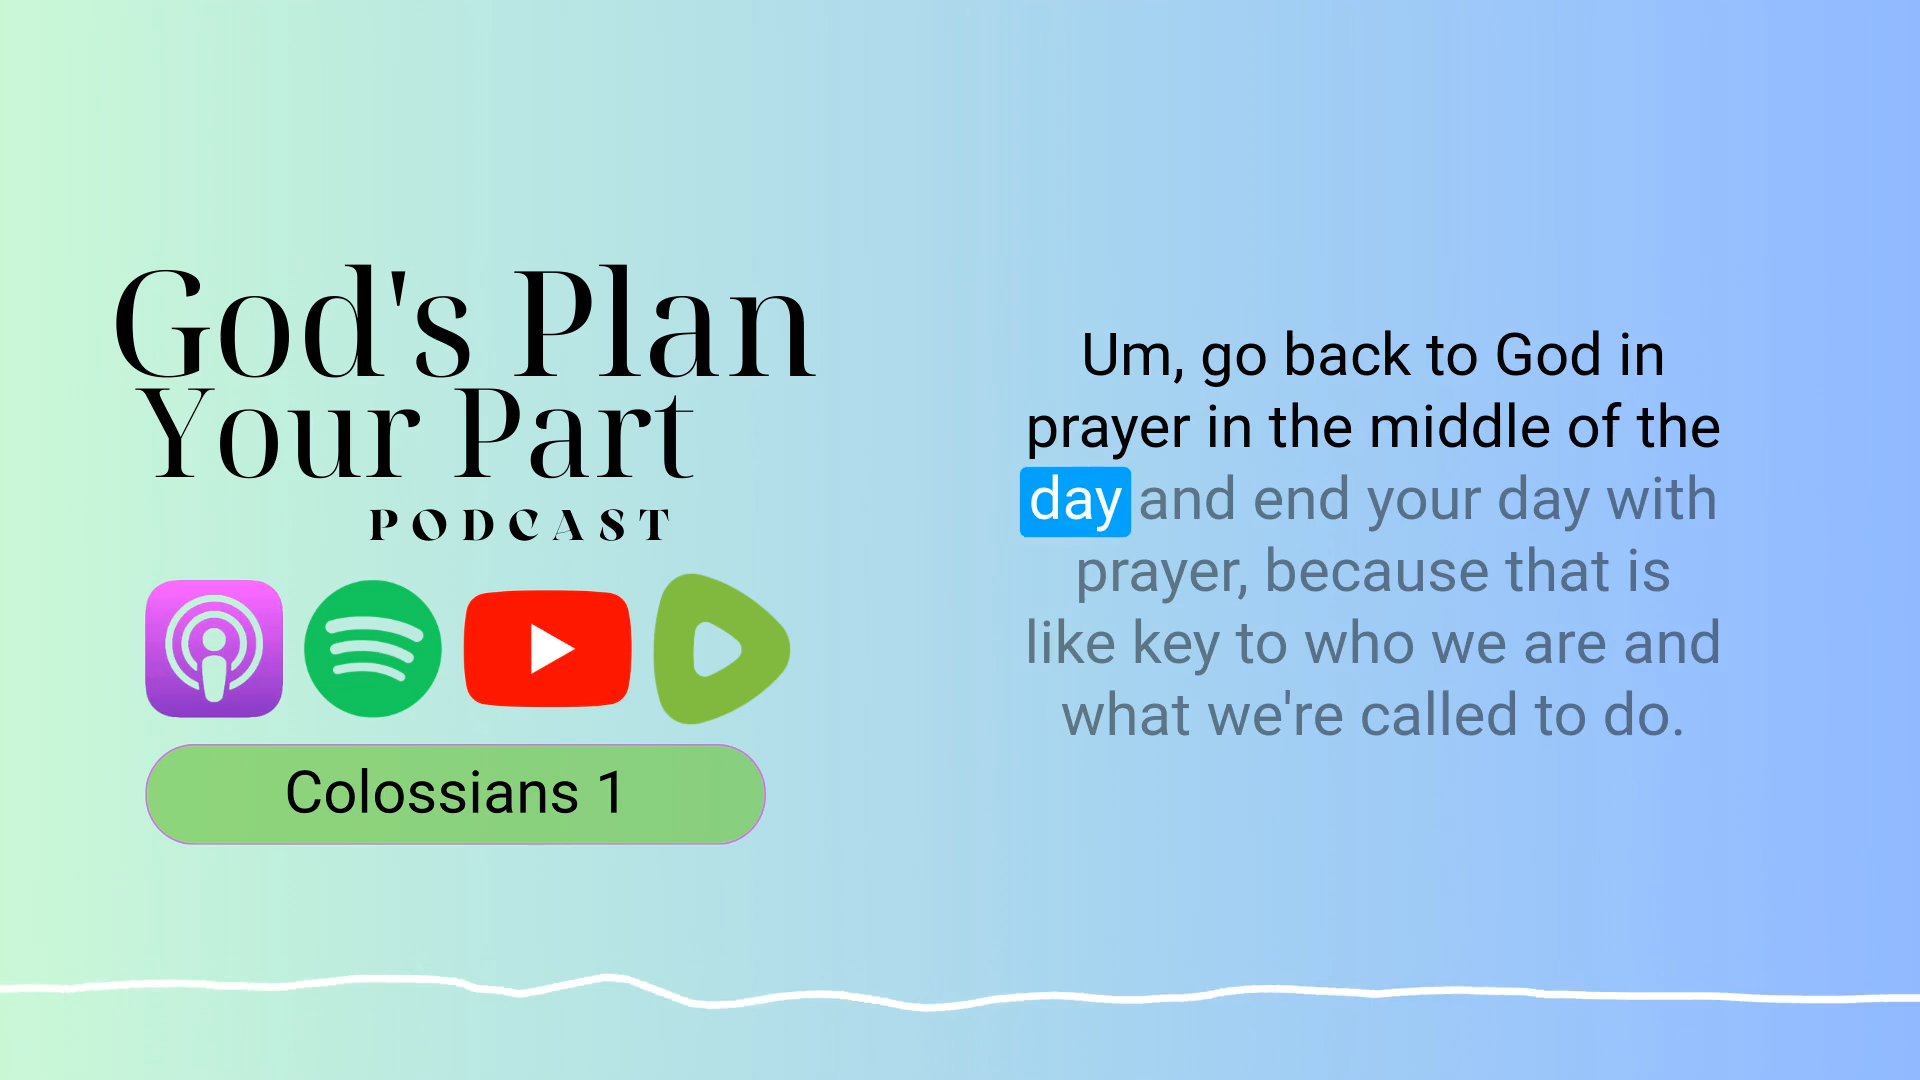 God's Plan
Your Part
PODCAST
Colossians 1
Um, go back to God in
prayer in the middle of the
day and end your day with
prayer, because that is
like key to who we are and
what we're called to do.